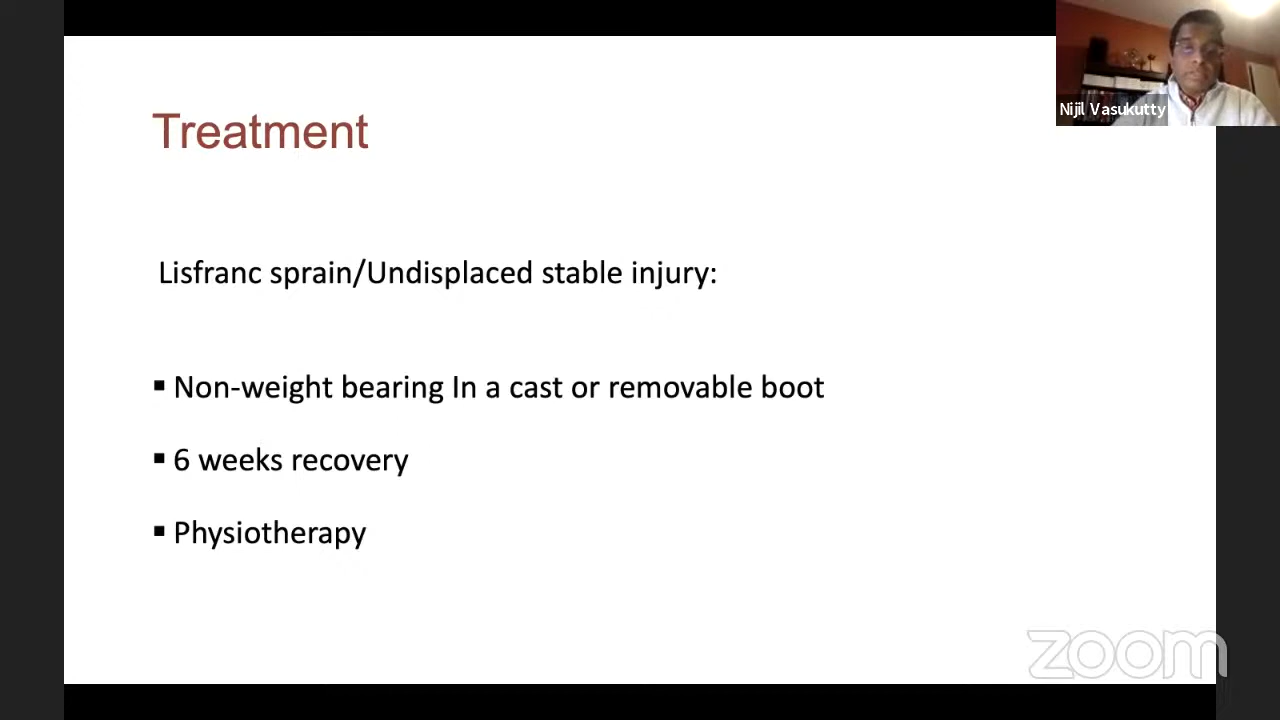 Nijil Vasukutty
Treatment
Lisfranc sprain/Undisplaced stable injury:
▪ Non-weight bearing In a cast or removable boot
▪ 6 weeks recovery
▪ Physiotherapy
zoom